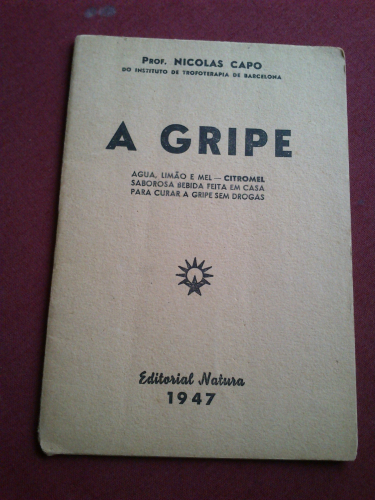 PROF. NICOLAS CAPO
DO INSTITUTO DE TROFOTERAPIA DE BARCELONA
A GRIPE
AGUA, LIMÃO E MEL — CITROMEL
SABOROSA BEBIDA FEITA EM CASA
PARA CURAR A GRIPE SEM DROGAS
Editorial Natura
1947